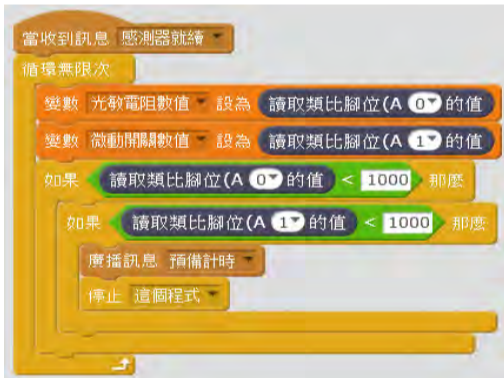 當收到訊息 感測器就緒
循環無限次
變數 光敏電阻數值 設為 讀取類比腳位(A 0 的值
變數 微動開關數值 設為 讀取類比腳位(A 1 的值
如果 讀取類比腳位(A 0 的值 < 1000 那麼
如果 讀取類比腳位(A 1 的值 < 1000 那麼
廣播訊息 預備計時
停止 這個程式